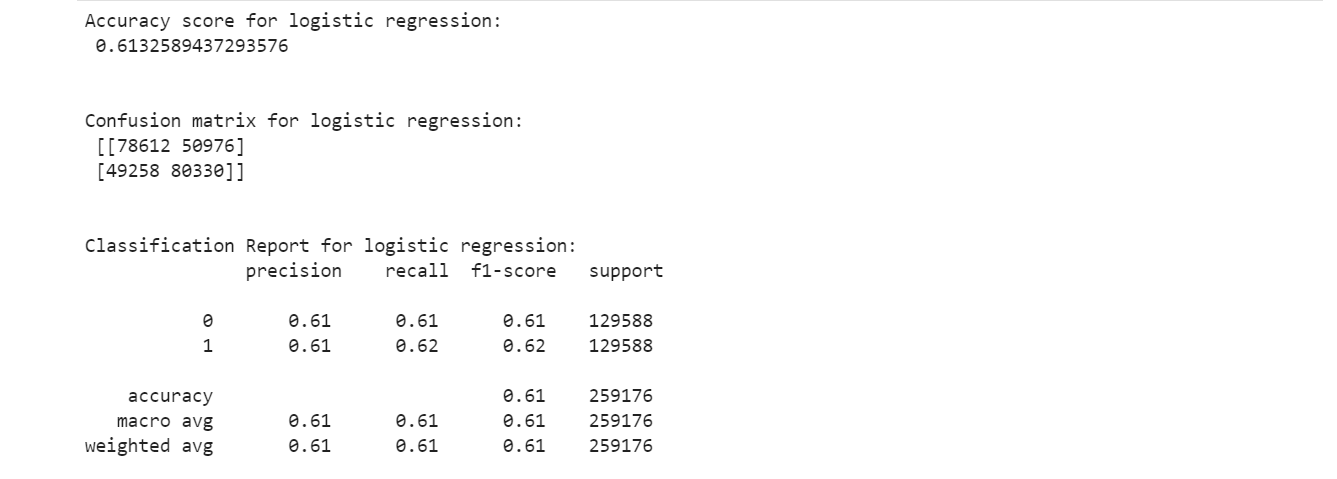 Accuracy score for logistic regression:
0.6132589437293576
Confusion matrix for logistic regression:
[[78612 50976]
[49258 80330]]
Classification Report for logistic regression:
precision recall f1-score support
0 0.61 0.61 0.61 129588
1 0.61 0.62 0.62 129588
accuracy 0.61 259176
macro avg 0.61 0.61 0.61 259176
weighted avg 0.61 0.61 0.61 259176